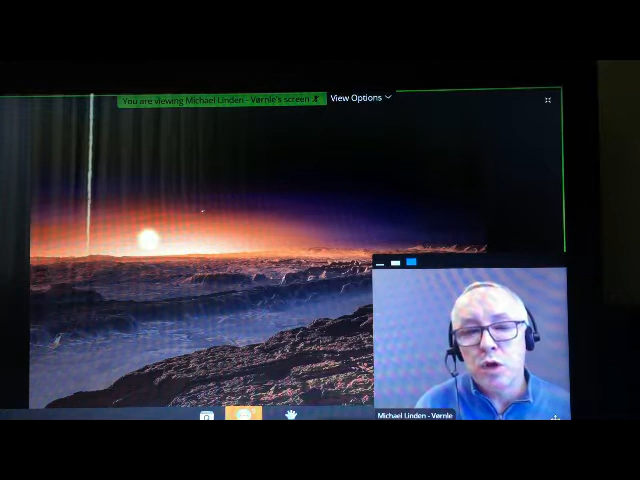 You are viewing Michael Linden - Vørnle's screen
View Options
Michael Linden - Vørnle